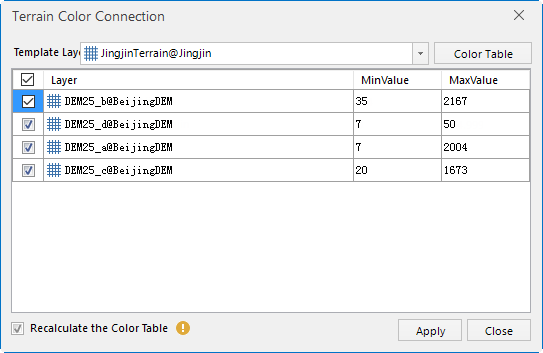 Terrain Color Connection
Template Laye JingjinTerrain@Jingjin Color Table
Layer MinValue MaxValue
DEM25_b@BeijingDEM 35 2167
DEM25_d@BeijingDEM 7 50
DEM25_a@BeijingDEM 7 2004
DEM25_c@BeijingDEM 20 1673
Recalculate the Color Table Apply Close